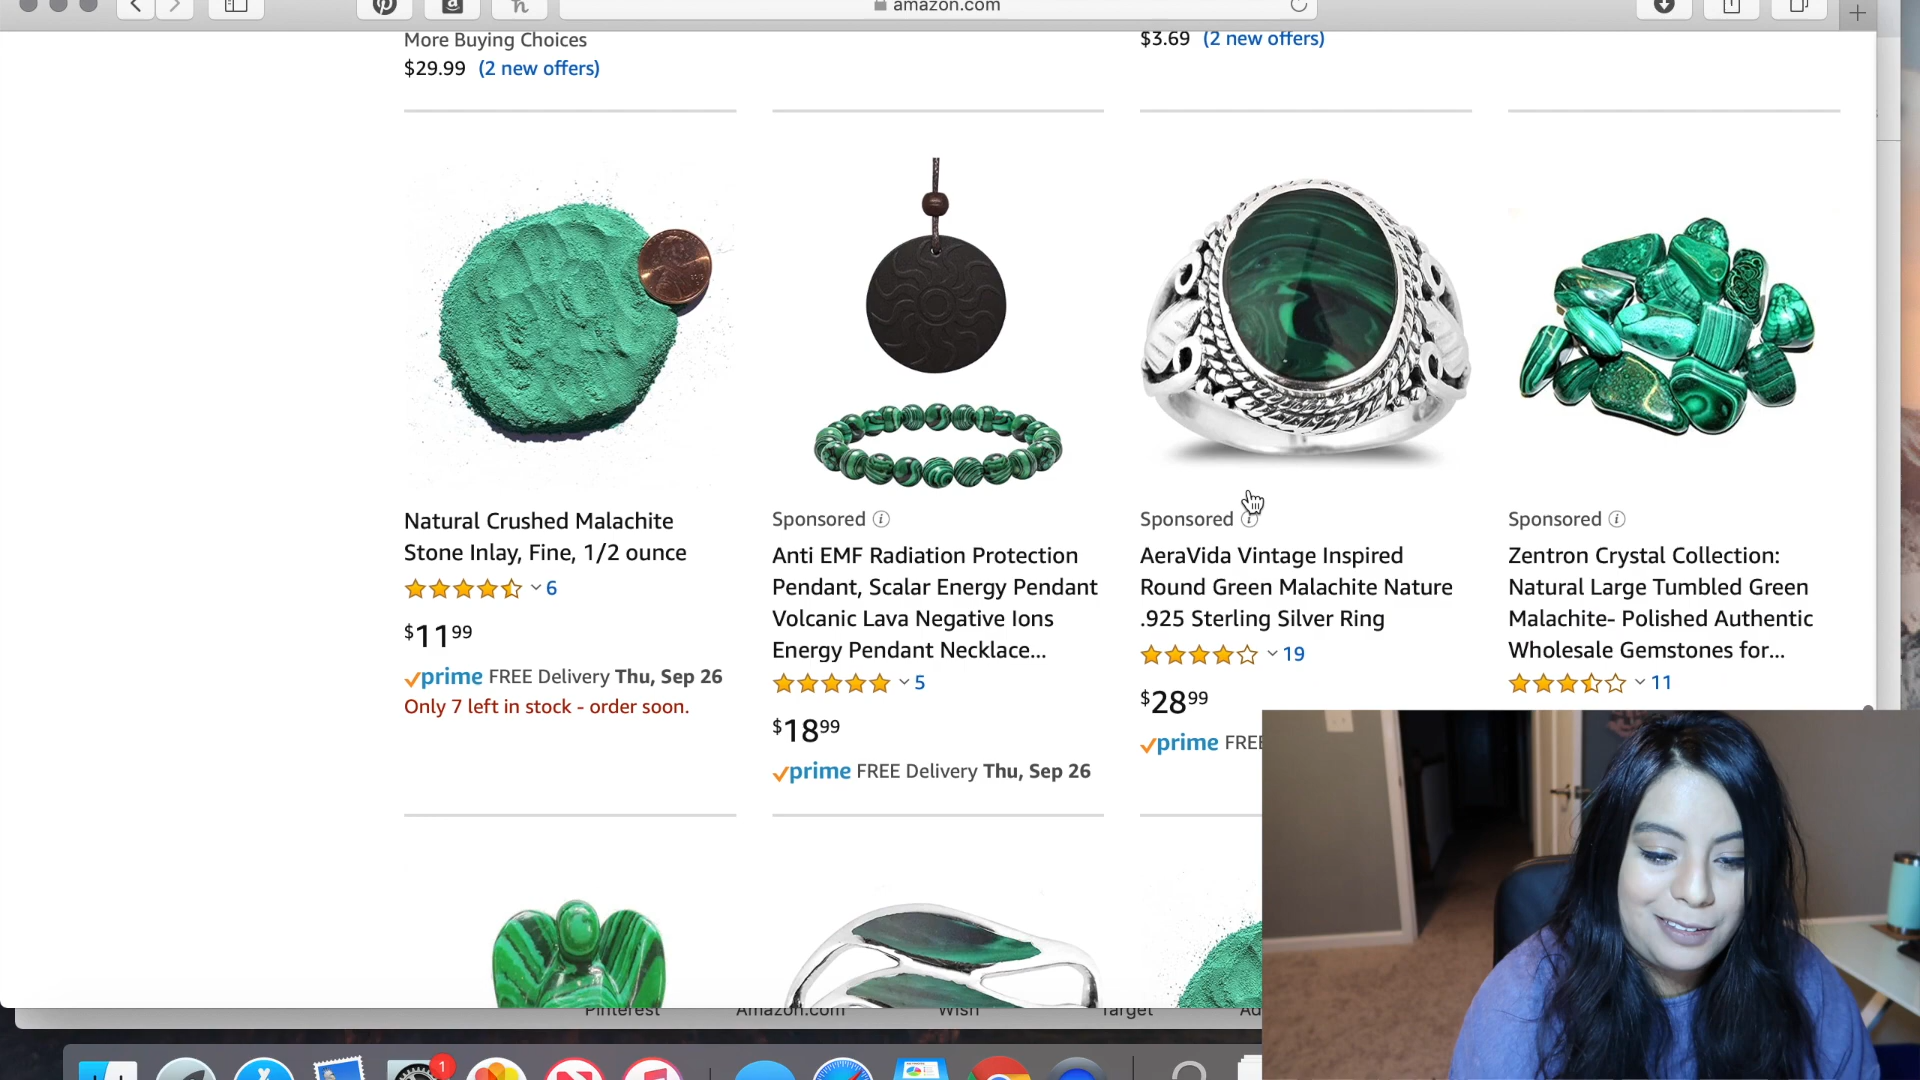 amazon.com
More Buying Choices
$29.99 (2 new offers)
$3.69 (2 new offers)
Natural Crushed Malachite
Stone Inlay, Fine, 1/2 ounce
6
$11.99
prime FREE Delivery Thu, Sep 26
Only 7 left in stock - order soon.
Sponsored
Anti EMF Radiation Protection
Pendant, Scalar Energy Pendant
Volcanic Lava Negative Ions
Energy Pendant Necklace...
5
$18.99
prime FREE Delivery Thu, Sep 26
Sponsored
AeraVida Vintage Inspired
Round Green Malachite Nature
.925 Sterling Silver Ring
19
$28.99
prime FREE
Sponsored
Zentron Crystal Collection:
Natural Large Tumbled Green
Malachite- Polished Authentic
Wholesale Gemstones for...
11
Pinterest Amazon.com Wish Target
1